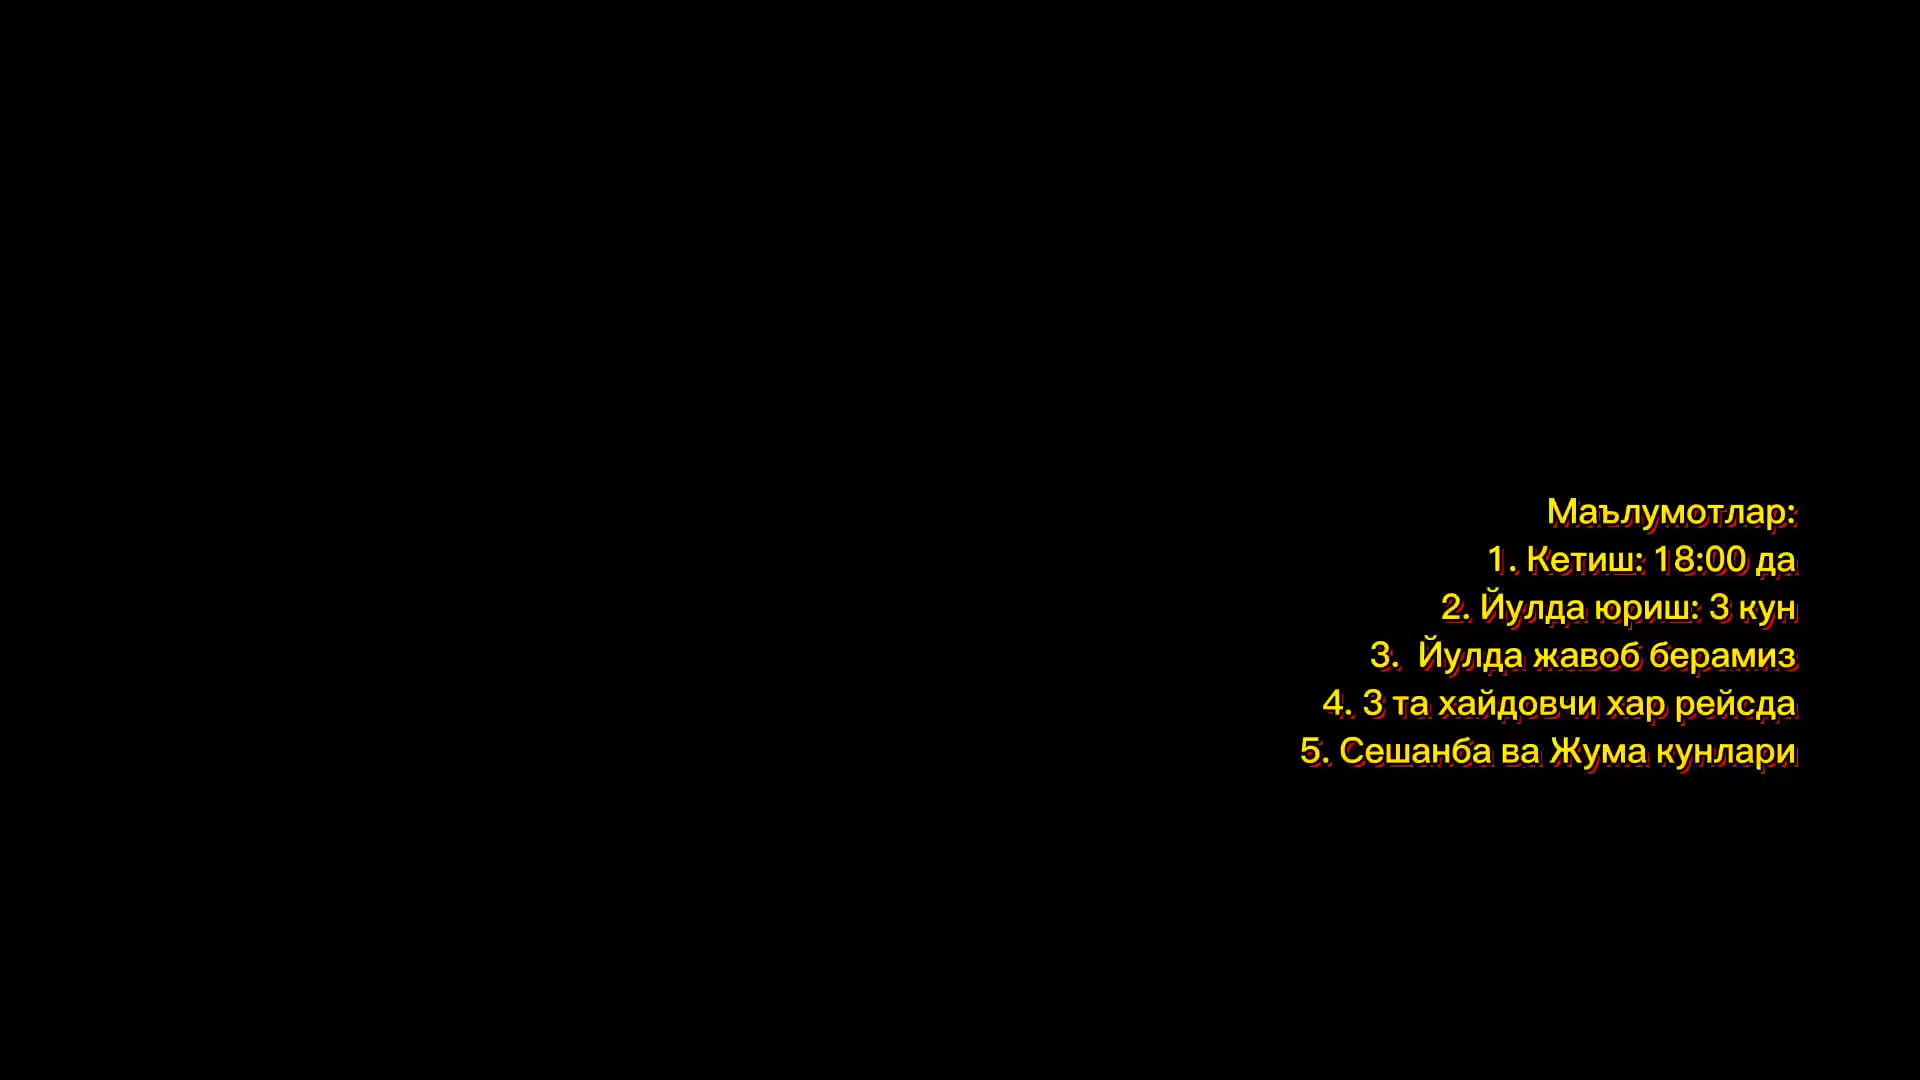 Маълумотлар:
1. Кетиш: 18:00 да
2. Йулда юриш: 3 кун
3.  Йулда жавоб берамиз
4. 3 та хайдовчи хар рейсда
5. Сешанба ва Жума кунлари